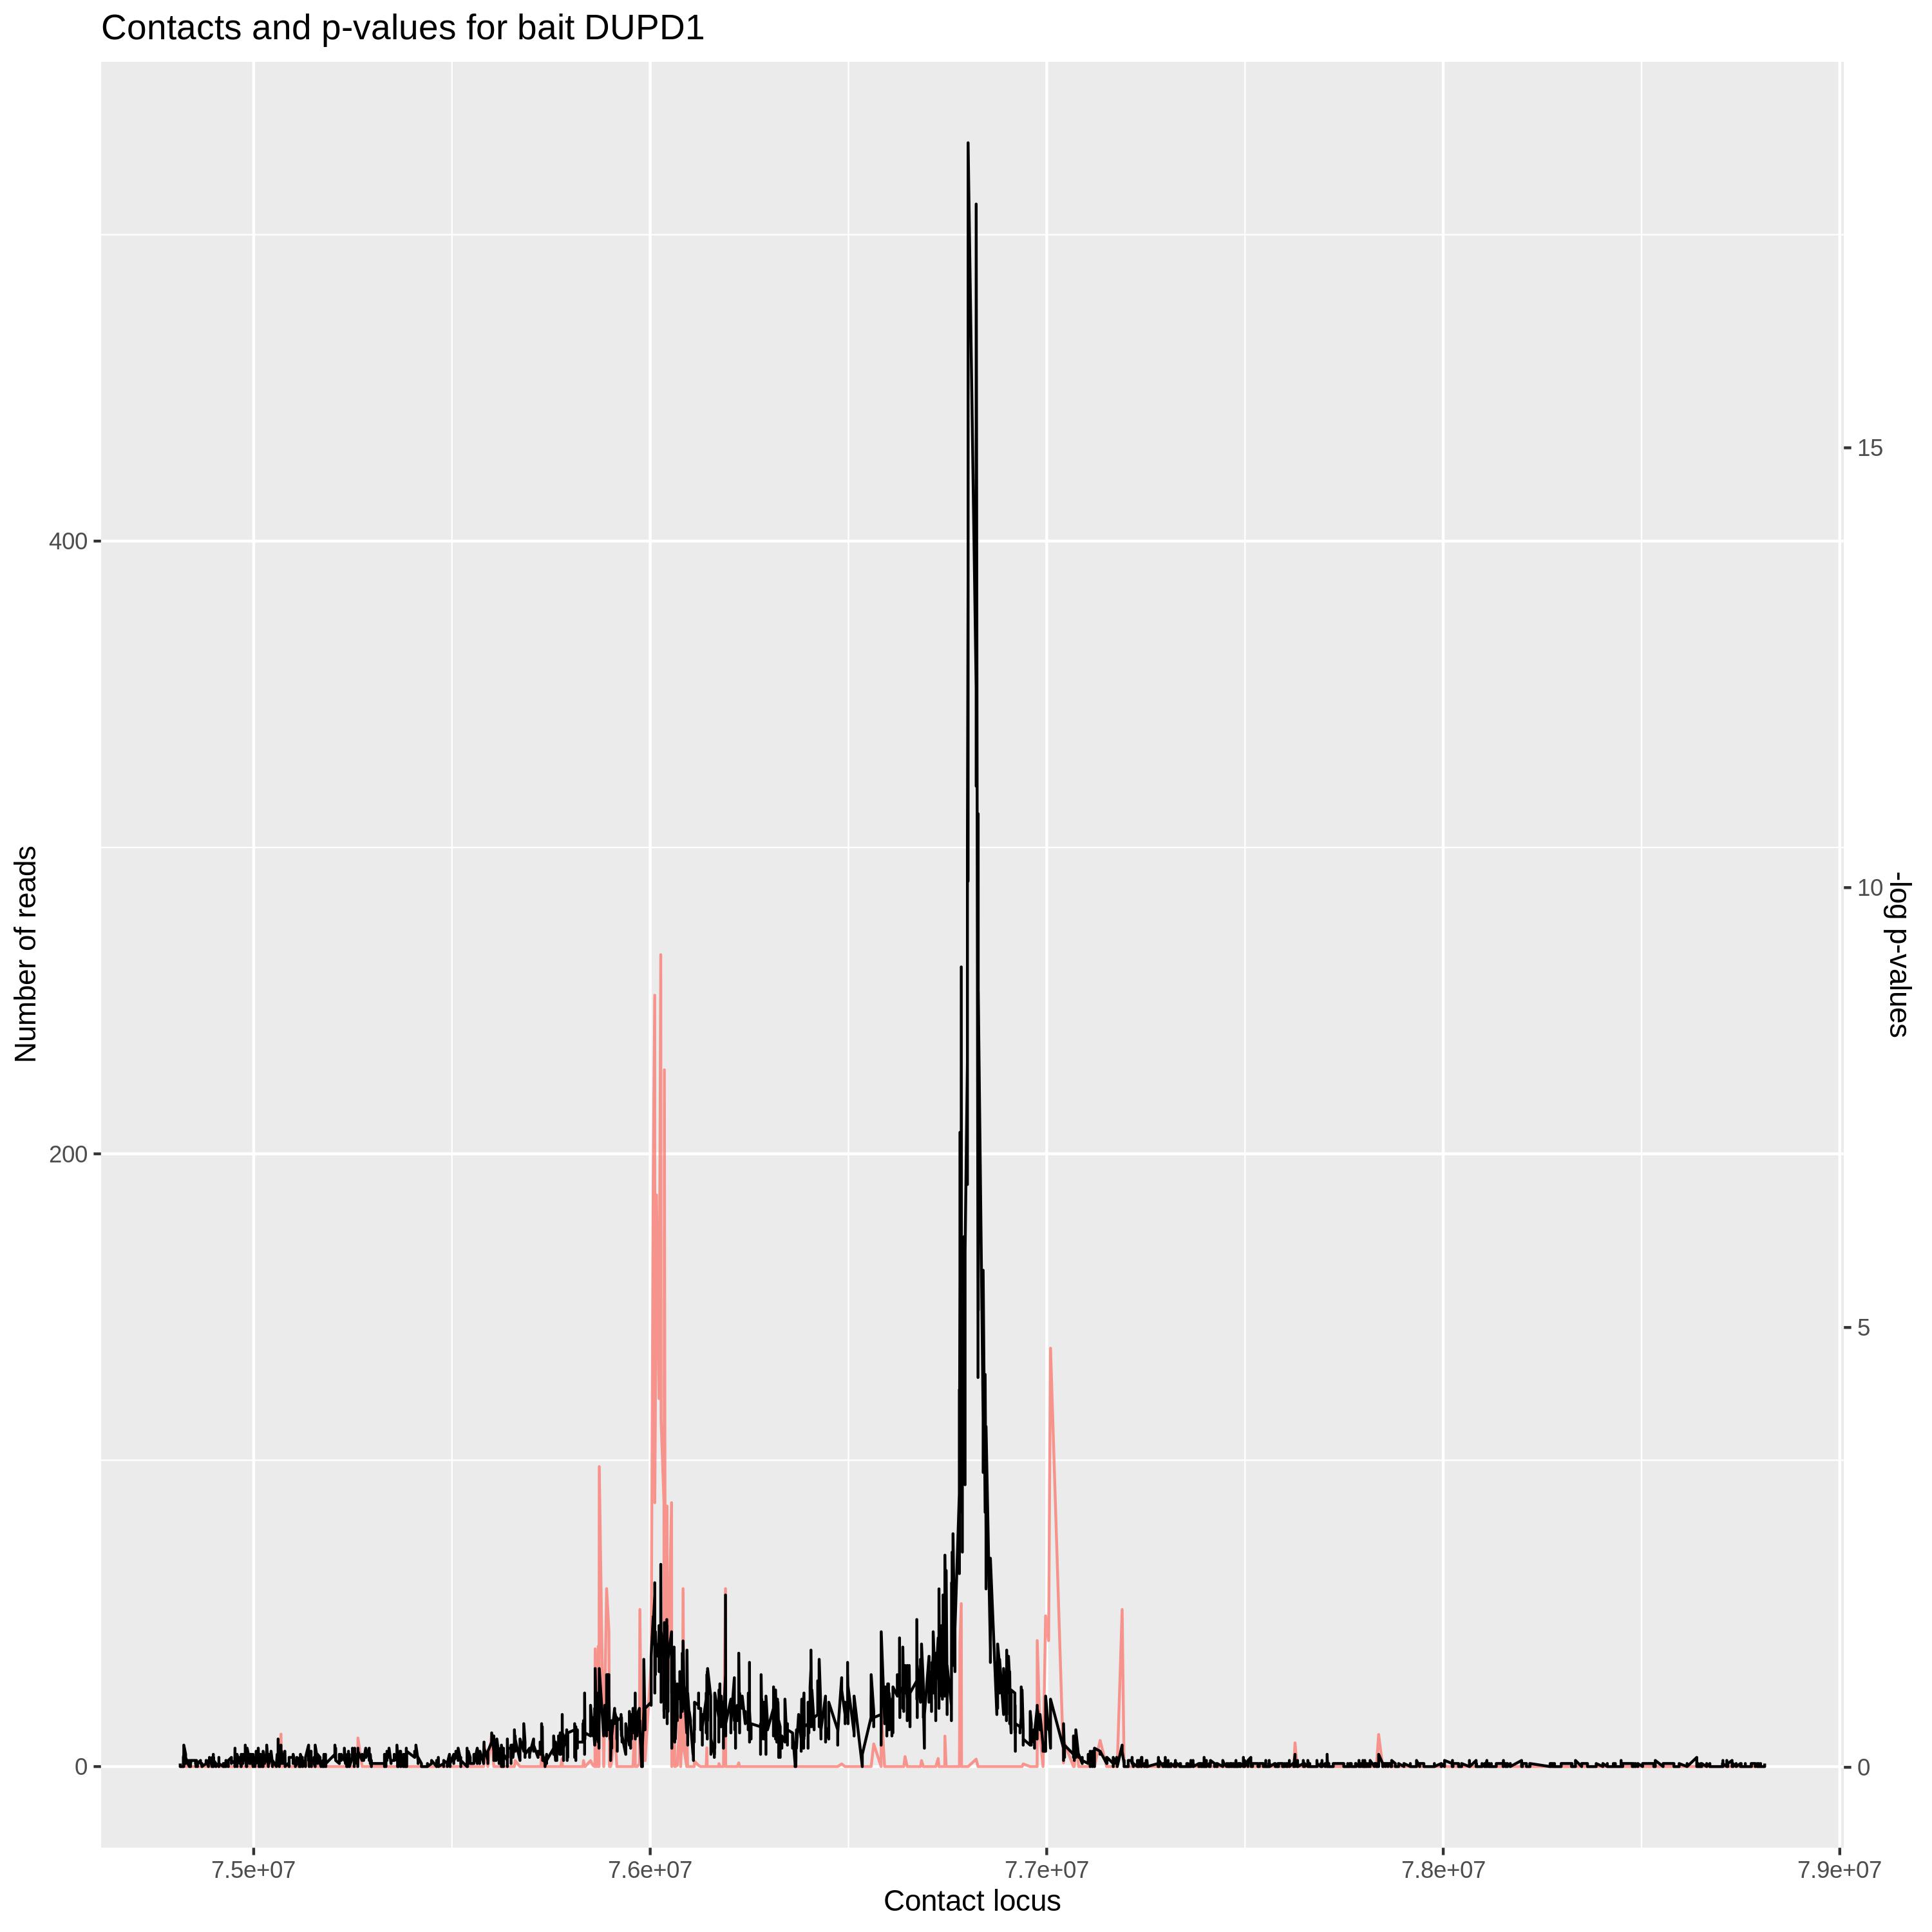 Contacts and p-values for bait DUPD1
Number of reads
400
200
0
15
10
5
0
-log p-values
7.5e+07
7.6e+07
7.7e+07
7.8e+07
7.9e+07
Contact locus